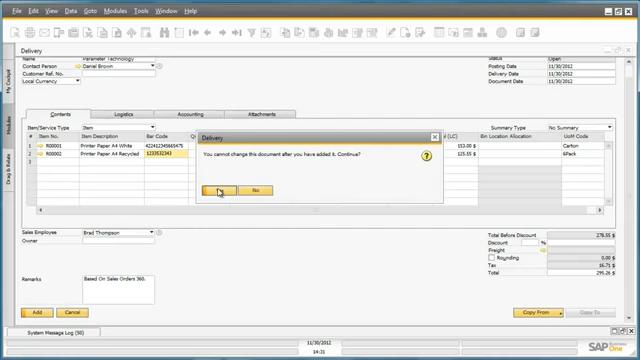 File Edit View Data Goto Modules Tools Window Help
Delivery
Name Parameter Technology
Contact Person Daniel Brown
Customer Ref. No.
Local Currency
Status Open
Posting Date 11/30/2012
Delivery Date 11/30/2012
Document Date 11/30/2012
My Cockpit
Modules
Drag & Relate
Contents Logistics Accounting Attachments
Item/Service Type Item Summary Type No Summary
# Item No. Item Description Bar Code (LC) Bin Location Allocation UoM Code
1 R00001 Printer Paper A4 White 422412345665475 153.00 $ Carton
2 R00002 Printer Paper A4 Recycled 1233532343 125.55 $ 6Pack
3
Delivery
You cannot change this document after you have added it. Continue?
No
Sales Employee Brad Thompson
Owner
Total Before Discount 278.55 $
Discount %
Freight
Rounding 0.00 $
Tax 16.71 $
Total 295.26 $
Remarks Based On Sales Orders 360.
Add Cancel Copy From Copy To
System Message Log (50)
11/30/2012
14:31
SAP Business One